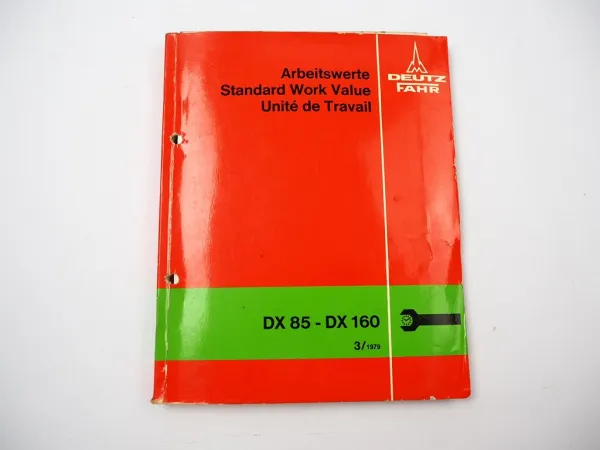 Arbeitswerte
Standard Work Value
Unité de Travail
DEUTZ
FAHR
DX 85 - DX 160
3/1979